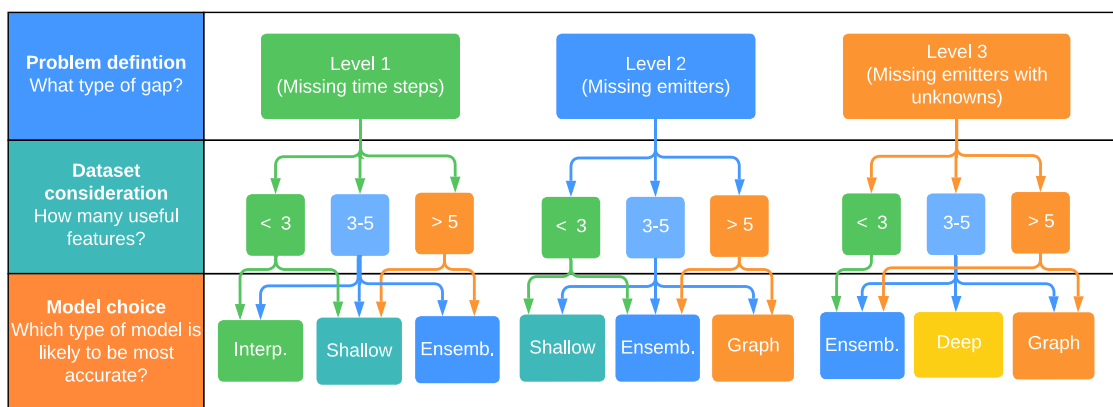 Problem defintion
What type of gap?
Level 1
(Missing time steps)
Level 2
(Missing emitters)
Level 3
(Missing emitters with
unknowns)
Dataset
consideration
How many useful
features?
< 3
3-5
> 5
< 3
3-5
> 5
< 3
3-5
> 5
Model choice
Which type of model is
likely to be most
accurate?
Interp.
Shallow
Ensemb.
Shallow
Ensemb.
Graph
Ensemb.
Deep
Graph